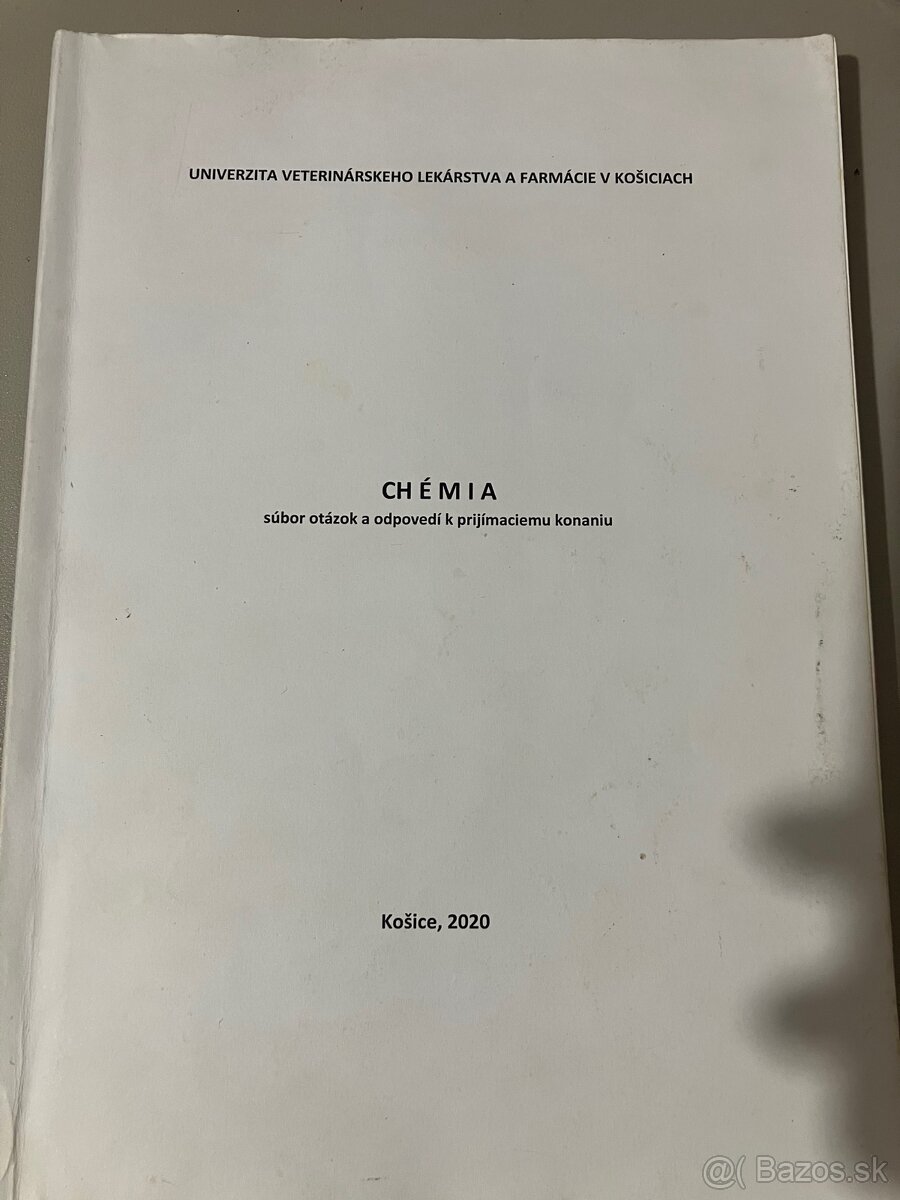 UNIVERZITA VETERINÁRSKEHO LEKÁRSTVA A FARMÁCIE V KOŠICIACH
CH É M I A
súbor otázok a odpovedí k prijímaciemu konaniu
Košice, 2020
@( Bazos.sk